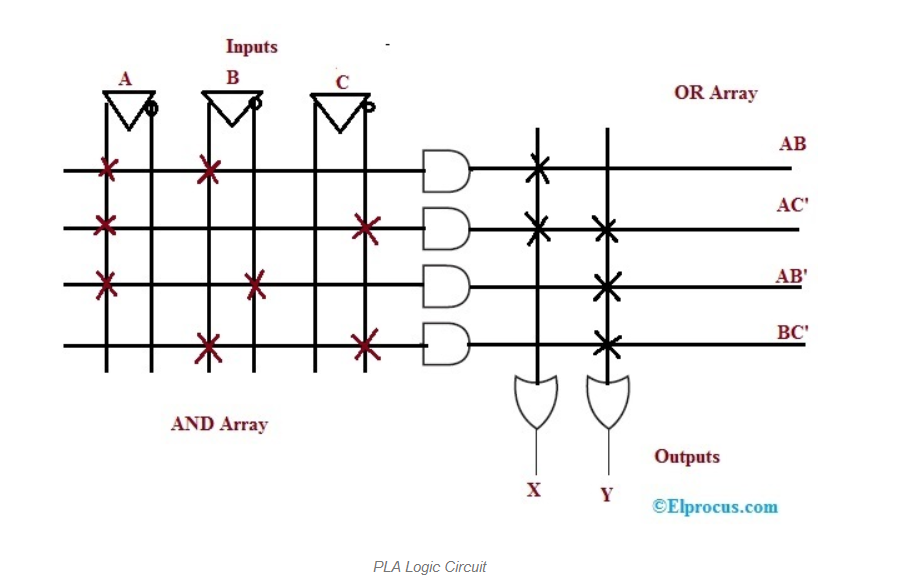 Inputs
A B C
OR Array
AB
AC'
AB'
BC'
AND Array
Outputs
X Y
©Elprocus.com
PLA Logic Circuit